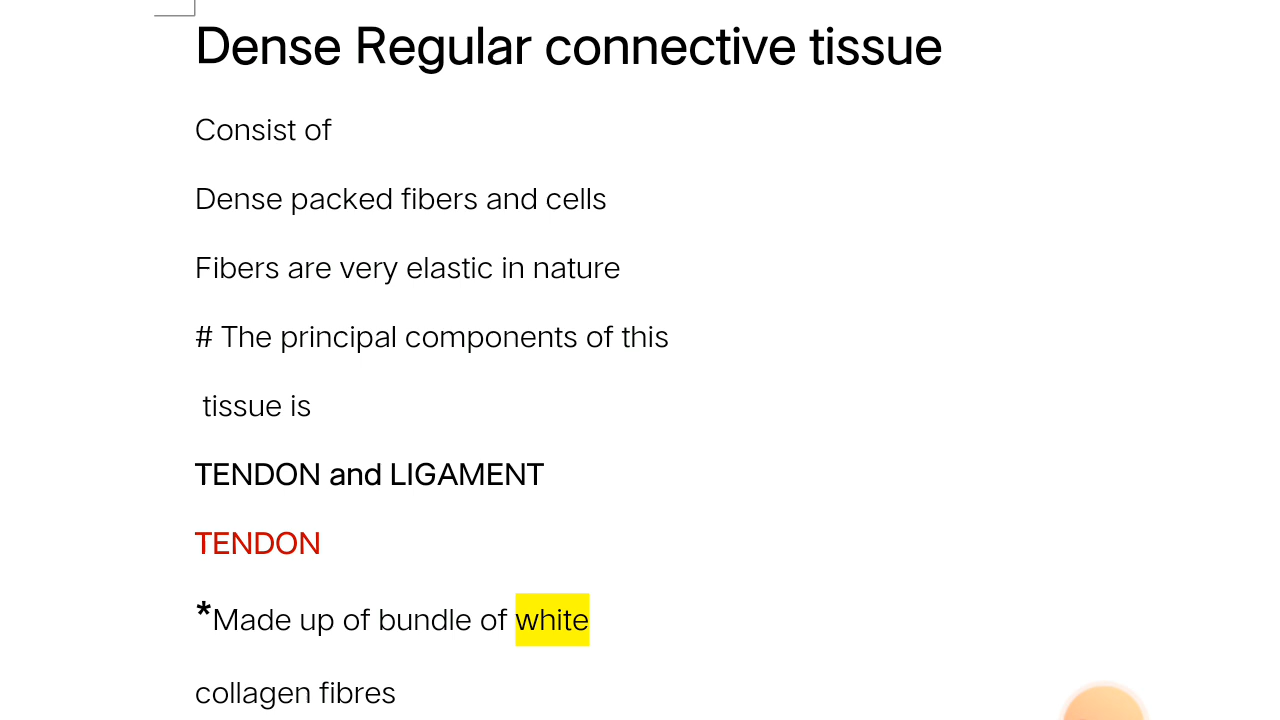 Dense Regular connective tissue
Consist of
Dense packed fibers and cells
Fibers are very elastic in nature
# The principal components of this
tissue is
TENDON and LIGAMENT
TENDON
*Made up of bundle of white
collagen fibres